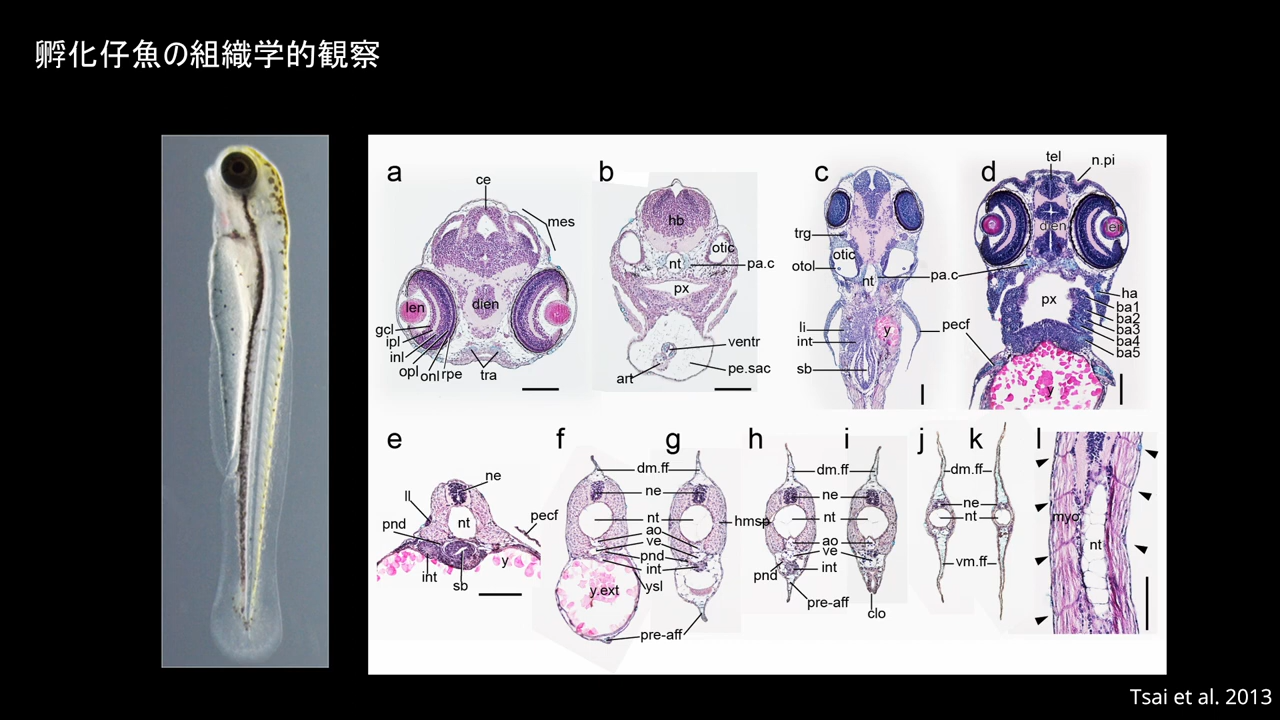 孵化仔魚の組織学的観察
a
ce
mes
len
dien
gcl
ipl
inl
opl
onl
rpe
tra
b
hb
otic
nt
pa.c
px
ventr
art
pe.sac
c
trg
otic
otol
nt
pa.c
li
int
y
pecf
sb
d
tel
n.pi
dien
len
px
ha
ba1
ba2
ba3
ba4
ba5
y
e
ne
ll
nt
pecf
pnd
y
int
sb
f
g
dm.ff
ne
nt
hmsp
ao
ve
pnd
int
y.ext
ysl
pre-aff
h
i
dm.ff
ne
nt
ao
ve
int
pnd
pre-aff
clo
j
k
dm.ff
ne
nt
vm.ff
l
myo
nt
Tsai et al. 2013